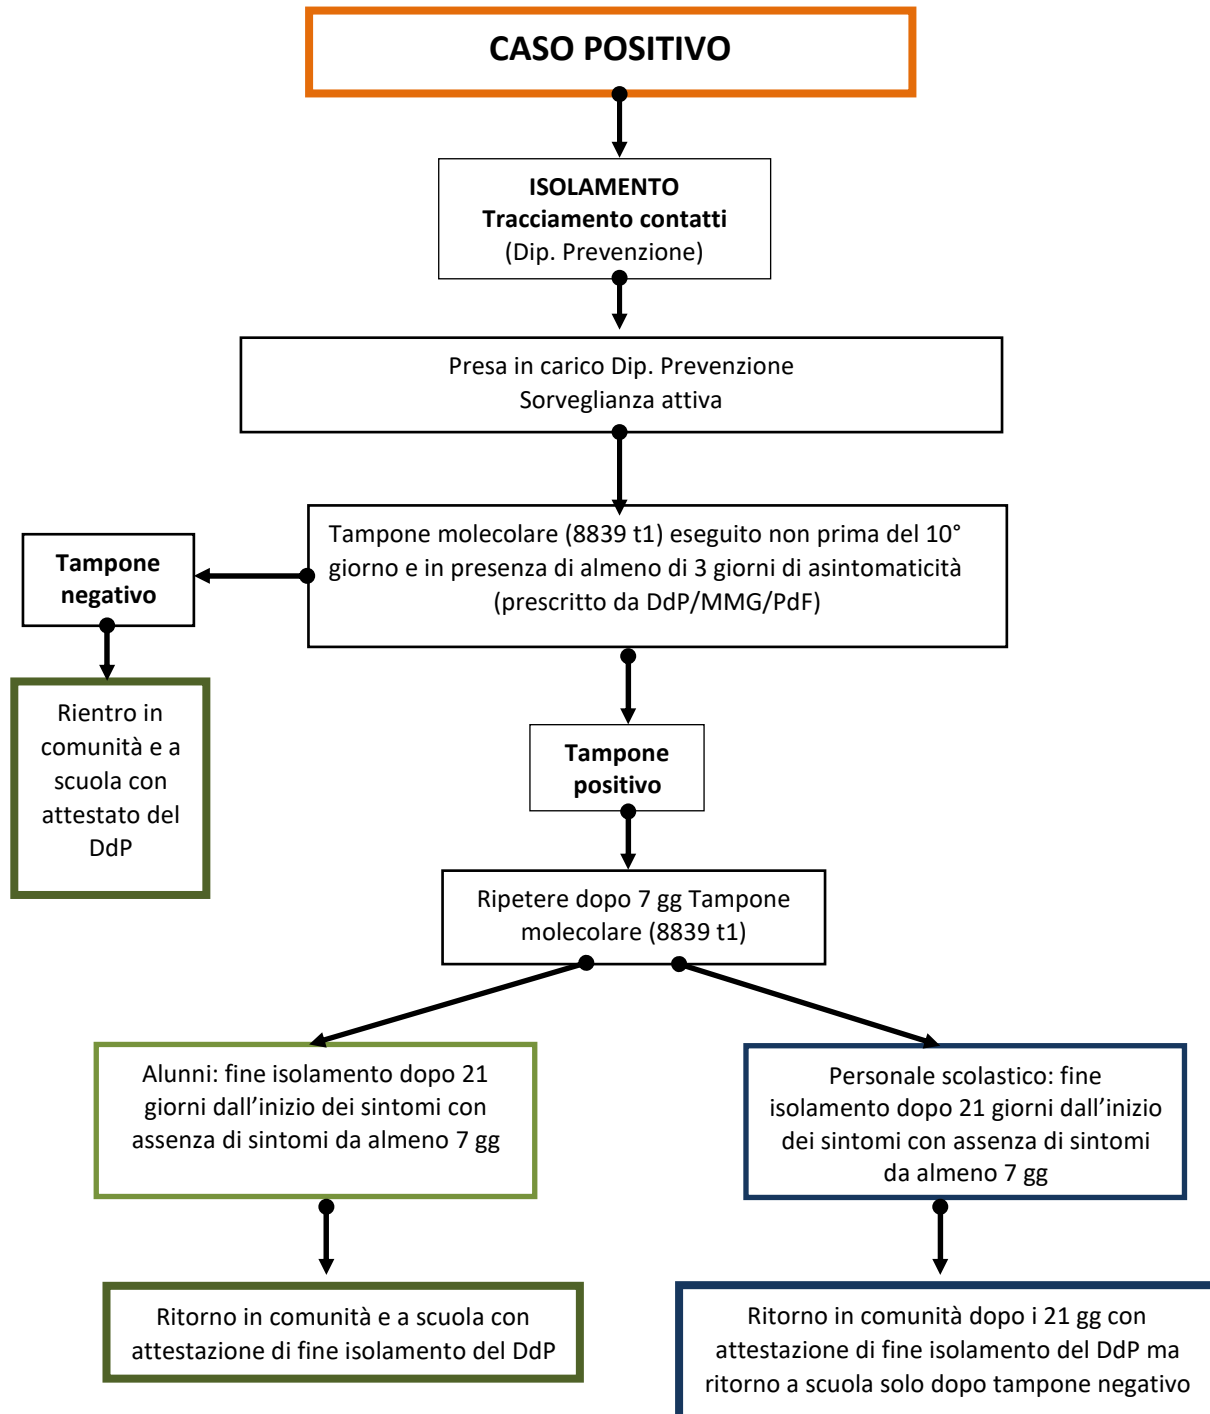 CASO POSITIVO
ISOLAMENTO
Tracciamento contatti
(Dip. Prevenzione)
Presa in carico Dip. Prevenzione
Sorveglianza attiva
Tampone molecolare (8839 t1) eseguito non prima del 10°
giorno e in presenza di almeno di 3 giorni di asintomaticità
(prescritto da DdP/MMG/PdF)
Tampone
negativo
Rientro in
comunità e a
scuola con
attestato del
DdP
Tampone
positivo
Ripetere dopo 7 gg Tampone
molecolare (8839 t1)
Alunni: fine isolamento dopo 21
giorni dall’inizio dei sintomi con
assenza di sintomi da almeno 7 gg
Personale scolastico: fine
isolamento dopo 21 giorni dall’inizio
dei sintomi con assenza di sintomi
da almeno 7 gg
Ritorno in comunità e a scuola con
attestazione di fine isolamento del DdP
Ritorno in comunità dopo i 21 gg con
attestazione di fine isolamento del DdP ma
ritorno a scuola solo dopo tampone negativo